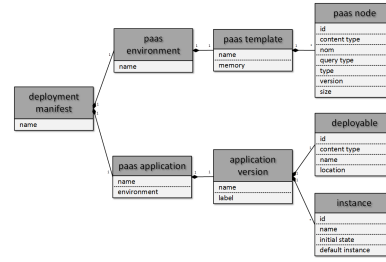 paas node
id
content type
nom
query type
type
version
size
paas
environment
name
paas template
name
memory
deployment
manifest
name
deployable
id
content type
name
location
paas application
name
environment
application
version
name
label
instance
id
name
initial state
default instance